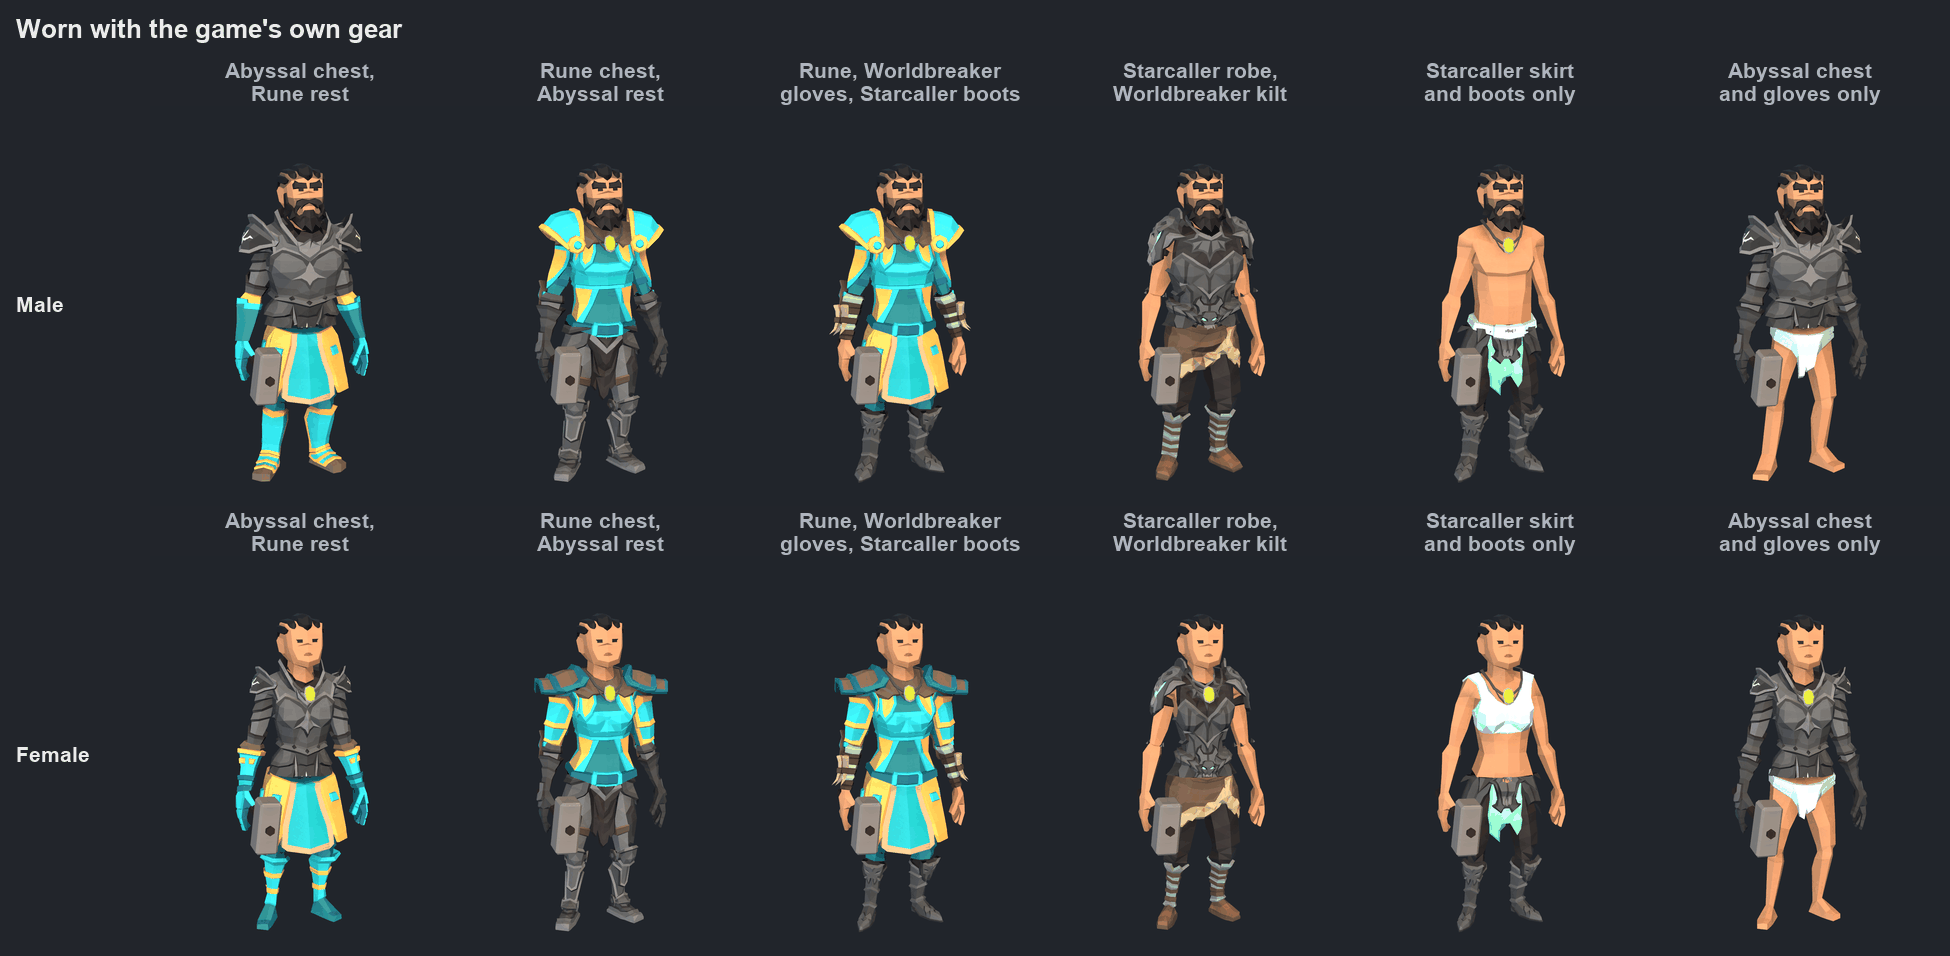 Worn with the game's own gear
Abyssal chest,
Rune rest
Rune chest,
Abyssal rest
Rune, Worldbreaker
gloves, Starcaller boots
Starcaller robe,
Worldbreaker kilt
Starcaller skirt
and boots only
Abyssal chest
and gloves only
Male
Abyssal chest,
Rune rest
Rune chest,
Abyssal rest
Rune, Worldbreaker
gloves, Starcaller boots
Starcaller robe,
Worldbreaker kilt
Starcaller skirt
and boots only
Abyssal chest
and gloves only
Female